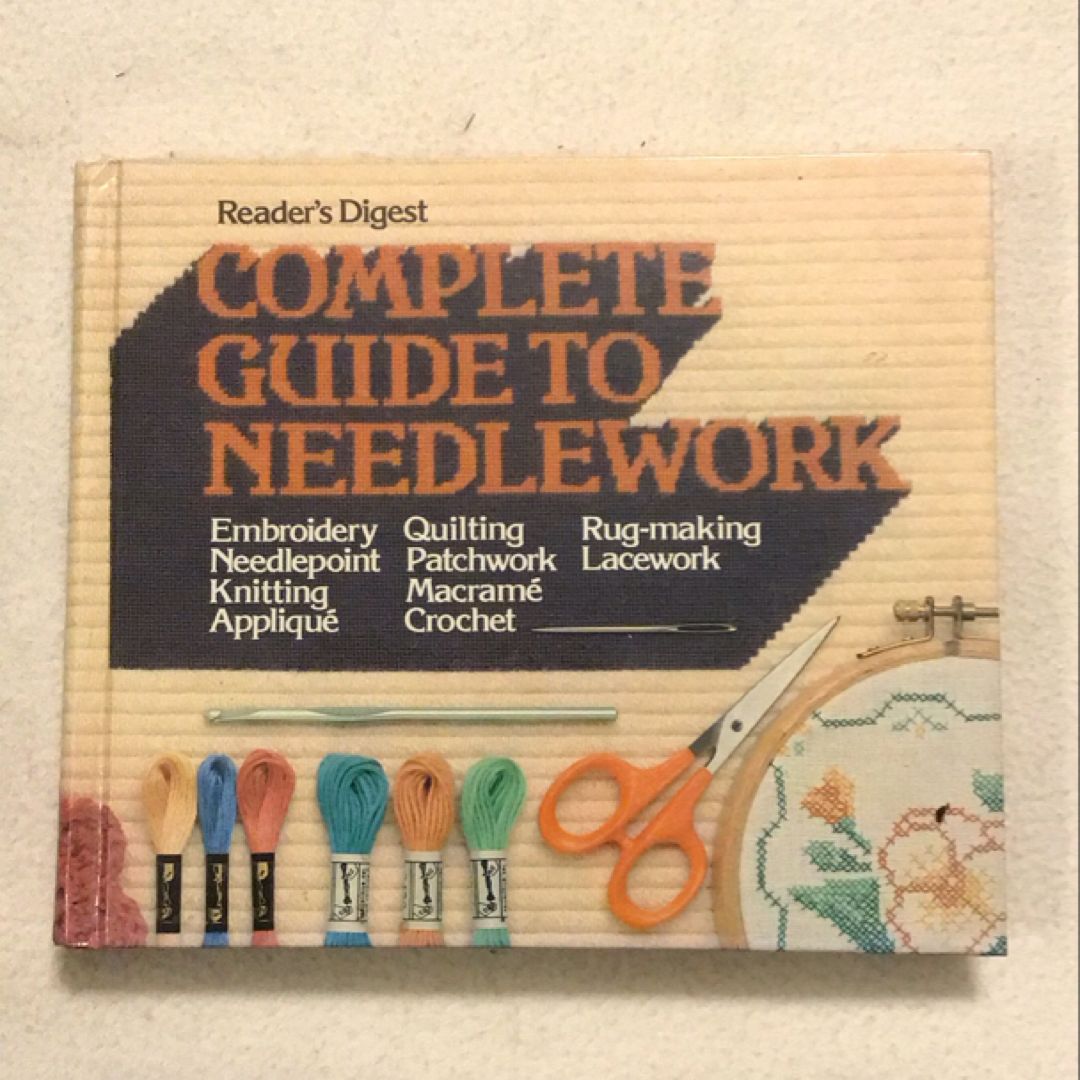 Reader's Digest
COMPLETE
GUIDE TO
NEEDLEWORK
Embroidery
Needlepoint
Knitting
Appliqué
Quilting
Patchwork
Macramé
Crochet
Rug-making
Lacework